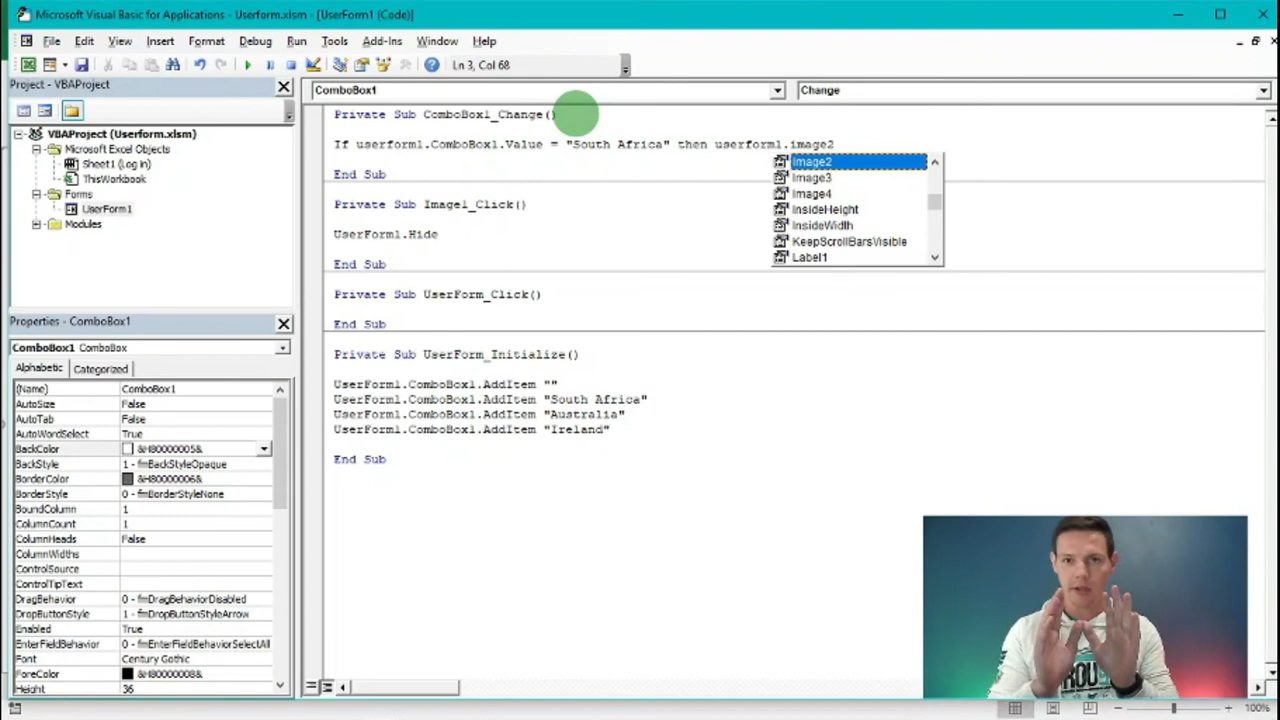 Microsoft Visual Basic for Applications - Userform.xlsm - [UserForm1 (Code)]
File Edit View Insert Format Debug Run Tools Add-Ins Window Help
Ln 3, Col 68
Project - VBAProject
VBAProject (Userform.xlsm)
Microsoft Excel Objects
Sheet1 (Log in)
ThisWorkbook
Forms
UserForm1
Modules
Properties - ComboBox1
ComboBox1 ComboBox
Alphabetic Categorized
(Name) ComboBox1
AutoSize False
AutoTab False
AutoWordSelect True
BackColor &H80000005&
BackStyle 1 - fmBackStyleOpaque
BorderColor &H80000006&
BorderStyle 0 - fmBorderStyleNone
BoundColumn 1
ColumnCount 1
ColumnHeads False
ColumnWidths
ControlSource
ControlTipText
DragBehavior 0 - fmDragBehaviorDisabled
DropButtonStyle 1 - fmDropButtonStyleArrow
Enabled True
EnterFieldBehavior 0 - fmEnterFieldBehaviorSelectAll
Font Century Gothic
ForeColor &H80000008&
Height 36
ComboBox1 Change
Private Sub ComboBox1_Change()
If userform1.ComboBox1.Value = "South Africa" then userform1.image2
Image2
Image3
Image4
InsideHeight
InsideWidth
KeepScrollBarsVisible
Label1
End Sub
Private Sub Image1_Click()
UserForm1.Hide
End Sub
Private Sub UserForm_Click()
End Sub
Private Sub UserForm_Initialize()
UserForm1.ComboBox1.AddItem ""
UserForm1.ComboBox1.AddItem "South Africa"
UserForm1.ComboBox1.AddItem "Australia"
UserForm1.ComboBox1.AddItem "Ireland"
End Sub
100%